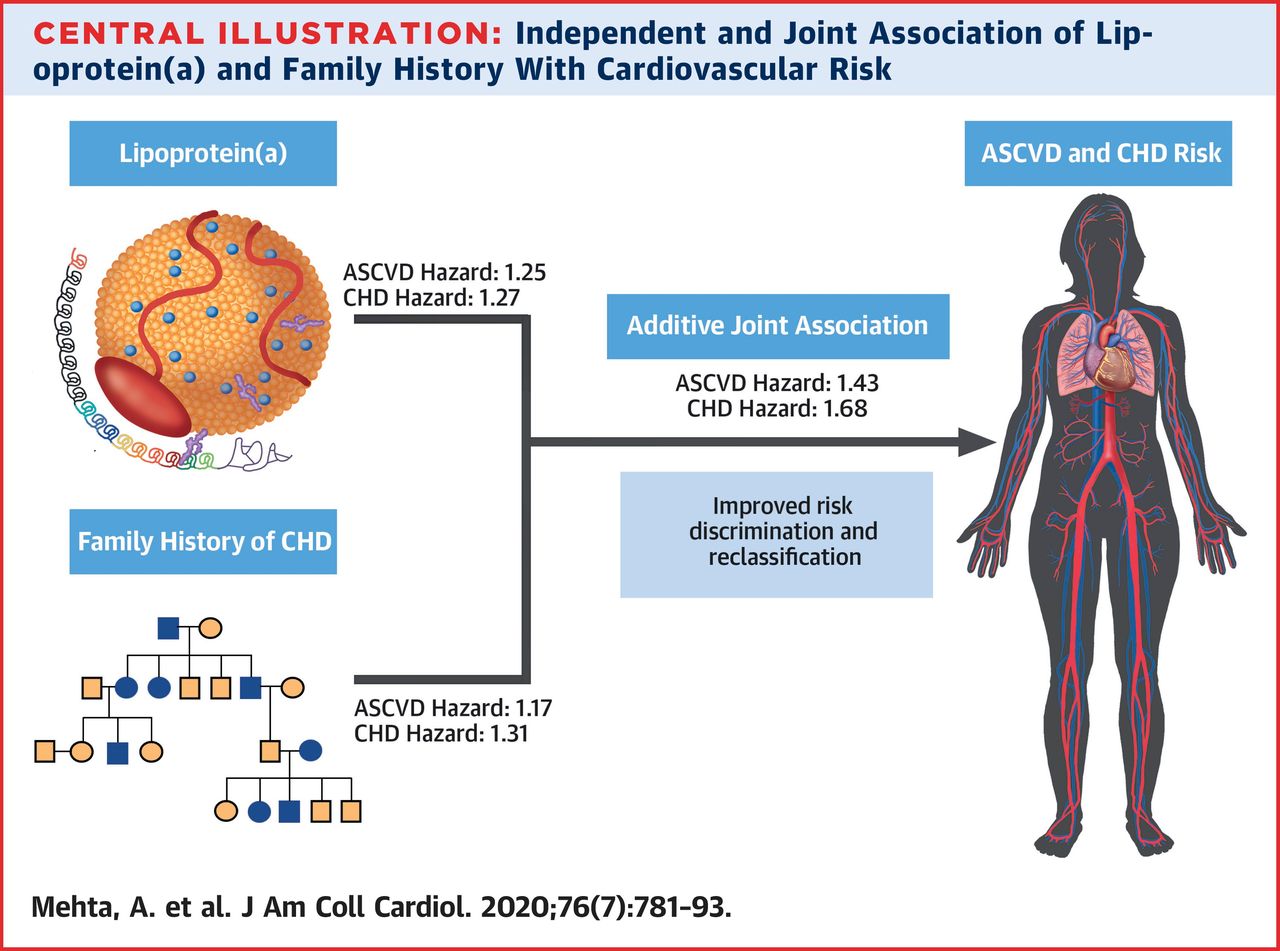 CENTRAL ILLUSTRATION: Independent and Joint Association of Lip-
oprotein(a) and Family History With Cardiovascular Risk
Lipoprotein(a)
ASCVD Hazard: 1.25
CHD Hazard: 1.27
Family History of CHD
ASCVD Hazard: 1.17
CHD Hazard: 1.31
Additive Joint Association
ASCVD Hazard: 1.43
CHD Hazard: 1.68
Improved risk
discrimination and
reclassification
ASCVD and CHD Risk
Mehta, A. et al. J Am Coll Cardiol. 2020;76(7):781–93.